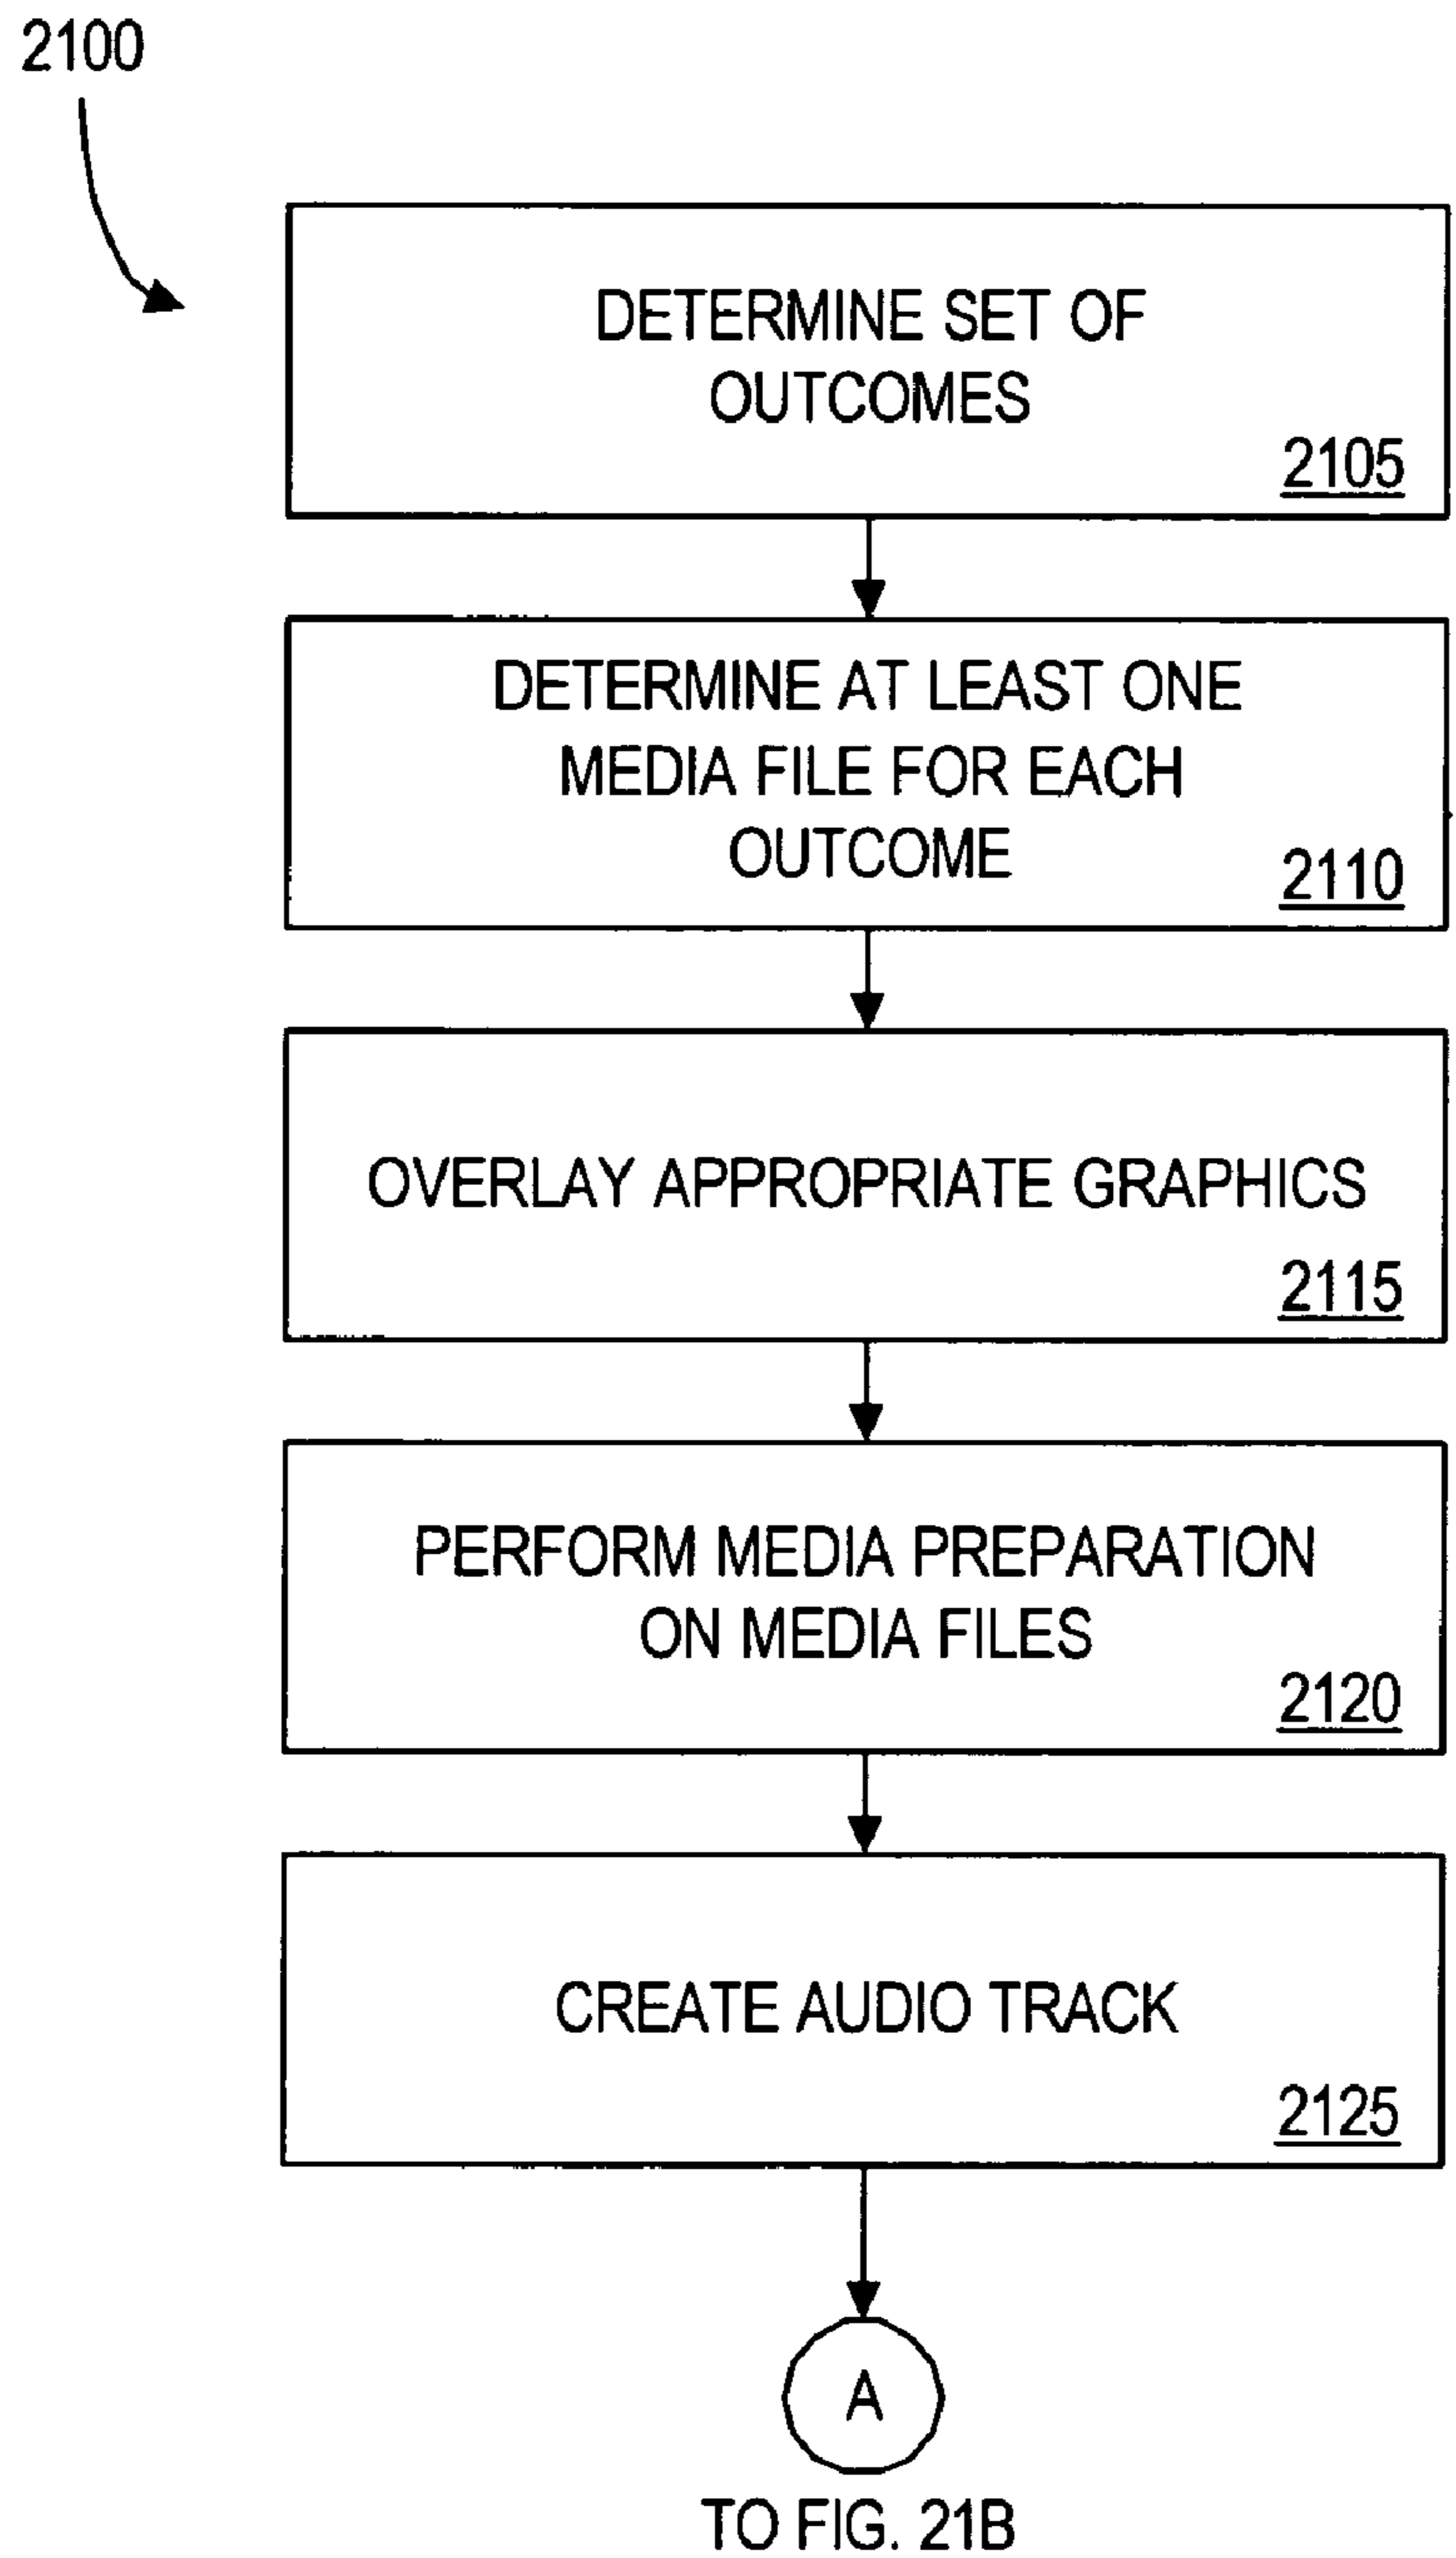 2100
DETERMINE SET OF
OUTCOMES
2105
DETERMINE AT LEAST ONE
MEDIA FILE FOR EACH
OUTCOME
2110
OVERLAY APPROPRIATE GRAPHICS
2115
PERFORM MEDIA PREPARATION
ON MEDIA FILES
2120
CREATE AUDIO TRACK
2125
A
TO FIG. 21B